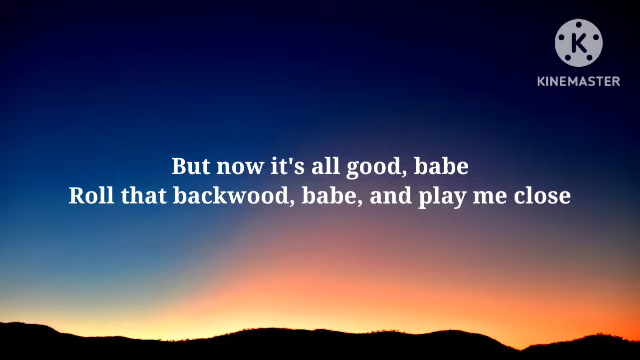 K
KINEMASTER
But now it's all good, babe
Roll that backwood, babe, and play me close